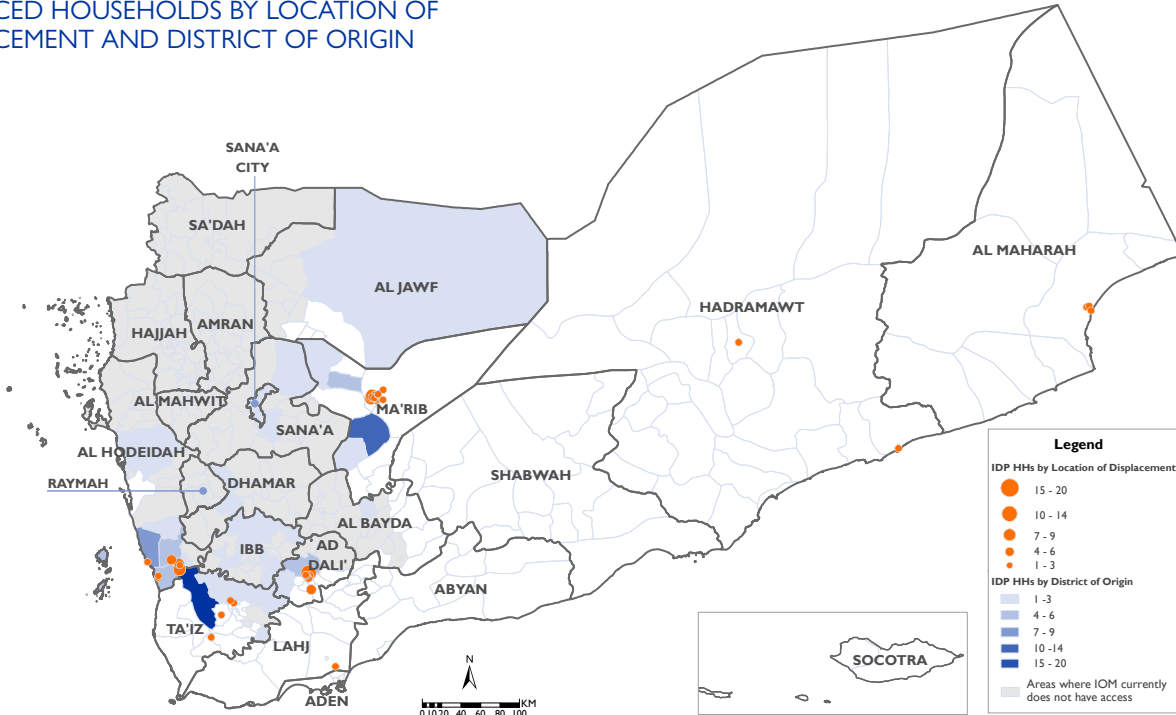 CED HOUSEHOLDS BY LOCATION OF
CEMENT AND DISTRICT OF ORIGIN
SANA'A
CITY
SA'DAH
AL MAHARAH
AL JAWF
HADRAMAWT
HAJJAH
AMRAN
AL MAHWIT
MA'RIB
SANA'A
AL HODEIDAH
RAYMAH
DHAMAR
SHABWAH
AL BAYDA
IBB
AD
DALI'
ABYAN
TA'IZ
LAHJ
ADEN
SOCOTRA
N
0 10 20 40 60 80 100
KM
Legend
IDP HHs by Location of Displacement
15 - 20
10 - 14
7 - 9
4 - 6
1 - 3
IDP HHs by District of Origin
1 -3
4 - 6
7 - 9
10 -14
15 - 20
Areas where IOM currently
does not have access